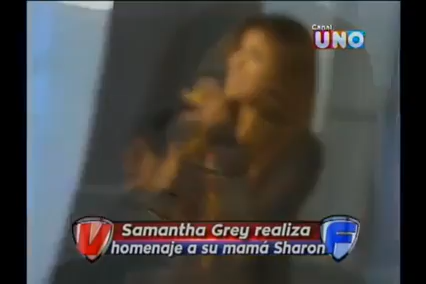 Canal
UNO
V
Samantha Grey realiza
homenaje a su mamá Sharon
F